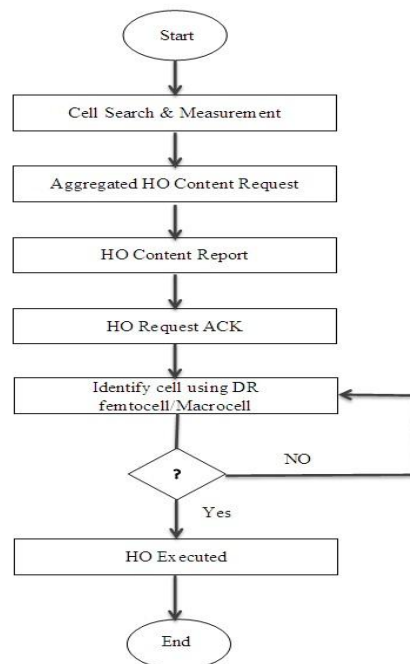 Start
Cell Search & Measurement
Aggregated HO Content Request
HO Content Report
HO Request ACK
Identify cell using DR
femtocell/Macrocell
?
NO
Yes
HO Executed
End